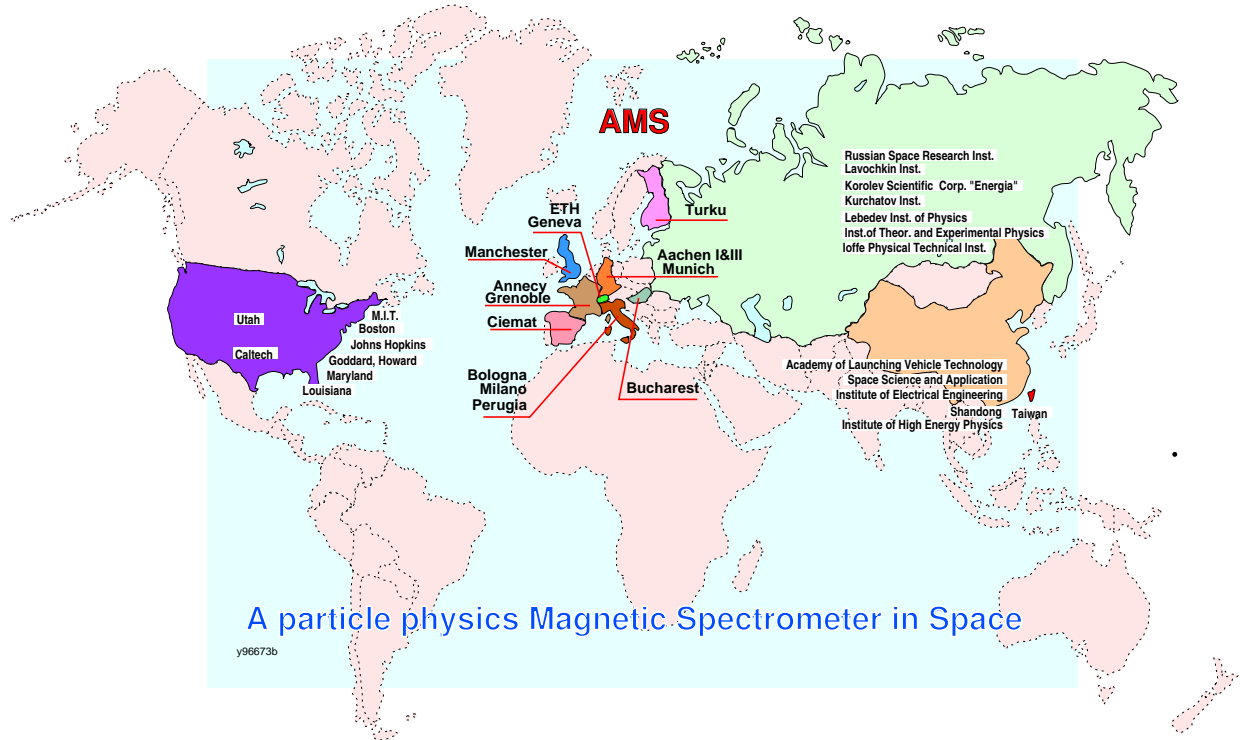 AMS
Russian Space Research Inst.
Lavochkin Inst.
Korolev Scientific Corp. "Energia"
Kurchatov Inst.
Lebedev Inst. of Physics
Inst.of Theor. and Experimental Physics
Ioffe Physical Technical Inst.
ETH
Geneva
Turku
Manchester
Aachen I&III
Munich
Annecy
Grenoble
Ciemat
Utah
M.I.T.
Boston
Johns Hopkins
Caltech
Goddard, Howard
Maryland
Louisiana
Bologna
Milano
Perugia
Bucharest
Academy of Launching Vehicle Technology
Space Science and Application
Institute of Electrical Engineering
Shandong
Taiwan
Institute of High Energy Physics
A particle physics Magnetic Spectrometer in Space
y96673b